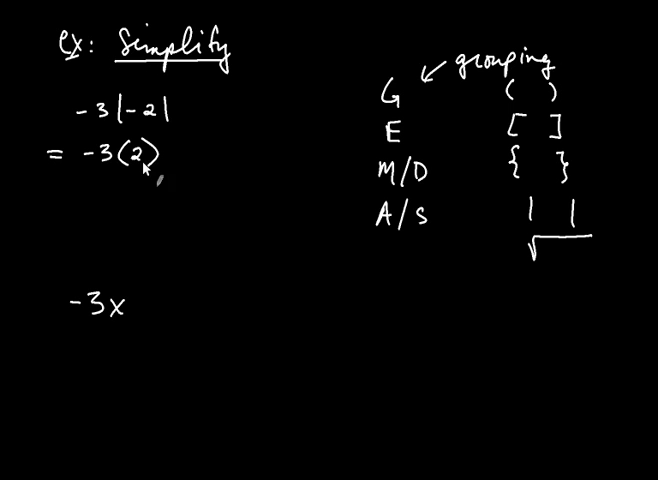 ex: Simplify
-3|-2|
= -3(2)
-3x
grouping
G ( )
E [ ]
M/D { }
A/S | |
√